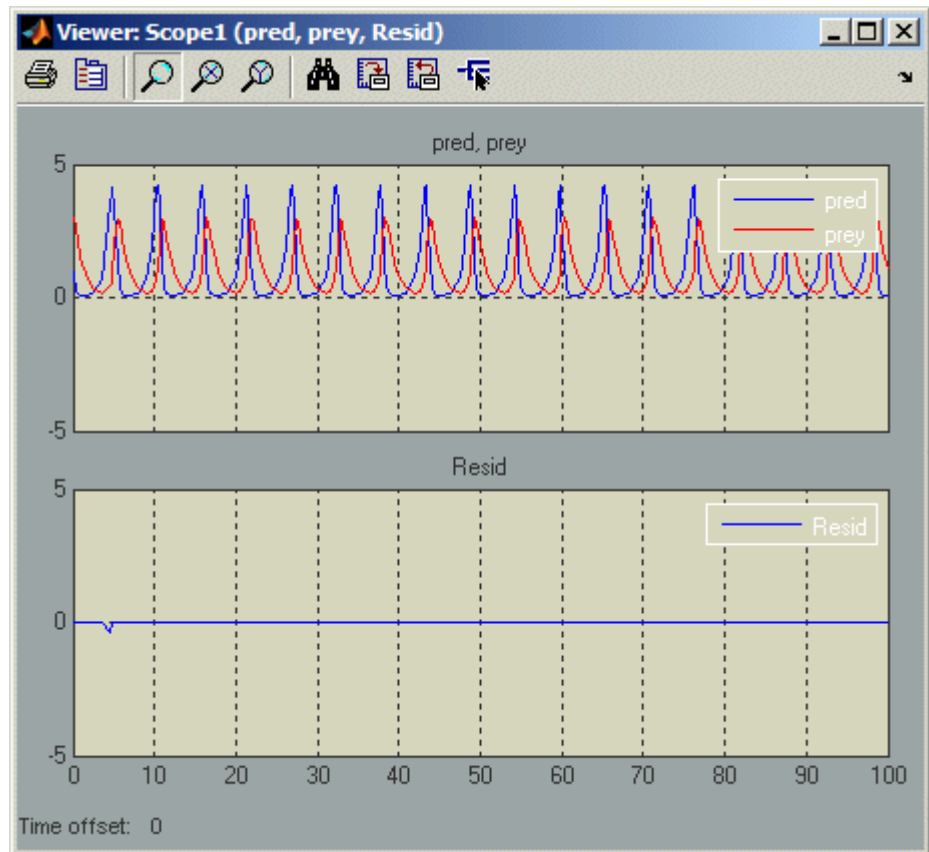 Viewer: Scope1 (pred, prey, Resid)
pred, prey
5
0
-5
pred
prey
Resid
5
0
-5
Resid
0 10 20 30 40 50 60 70 80 90 100
Time offset: 0